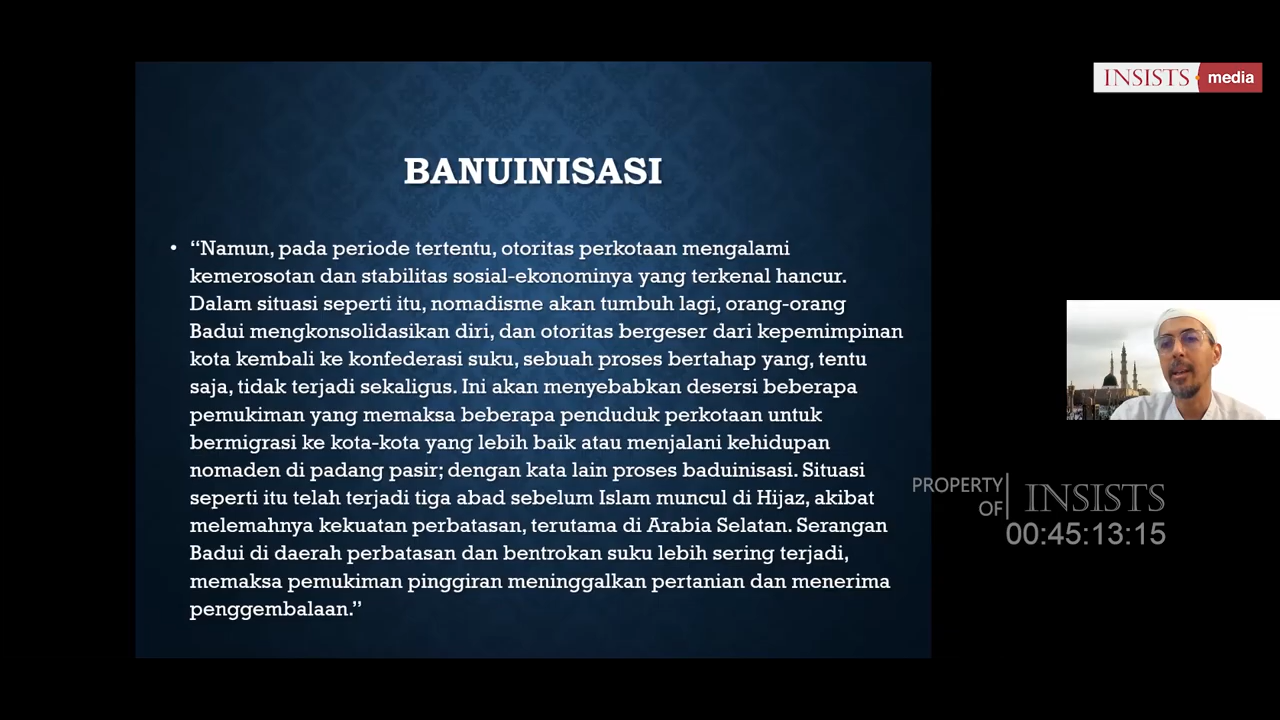 INSISTS media
BANUINISASI
• “Namun, pada periode tertentu, otoritas perkotaan mengalami
kemerosotan dan stabilitas sosial-ekonominya yang terkenal hancur.
Dalam situasi seperti itu, nomadisme akan tumbuh lagi, orang-orang
Badui mengkonsolidasikan diri, dan otoritas bergeser dari kepemimpinan
kota kembali ke konfederasi suku, sebuah proses bertahap yang, tentu
saja, tidak terjadi sekaligus. Ini akan menyebabkan desersi beberapa
pemukiman yang memaksa beberapa penduduk perkotaan untuk
bermigrasi ke kota-kota yang lebih baik atau menjalani kehidupan
nomaden di padang pasir; dengan kata lain proses baduinisasi. Situasi
seperti itu telah terjadi tiga abad sebelum Islam muncul di Hijaz, akibat
melemahnya kekuatan perbatasan, terutama di Arabia Selatan. Serangan
Badui di daerah perbatasan dan bentrokan suku lebih sering terjadi,
memaksa pemukiman pinggiran meninggalkan pertanian dan menerima
penggembalaan.”
PROPERTY OF INSISTS
00:45:13:15